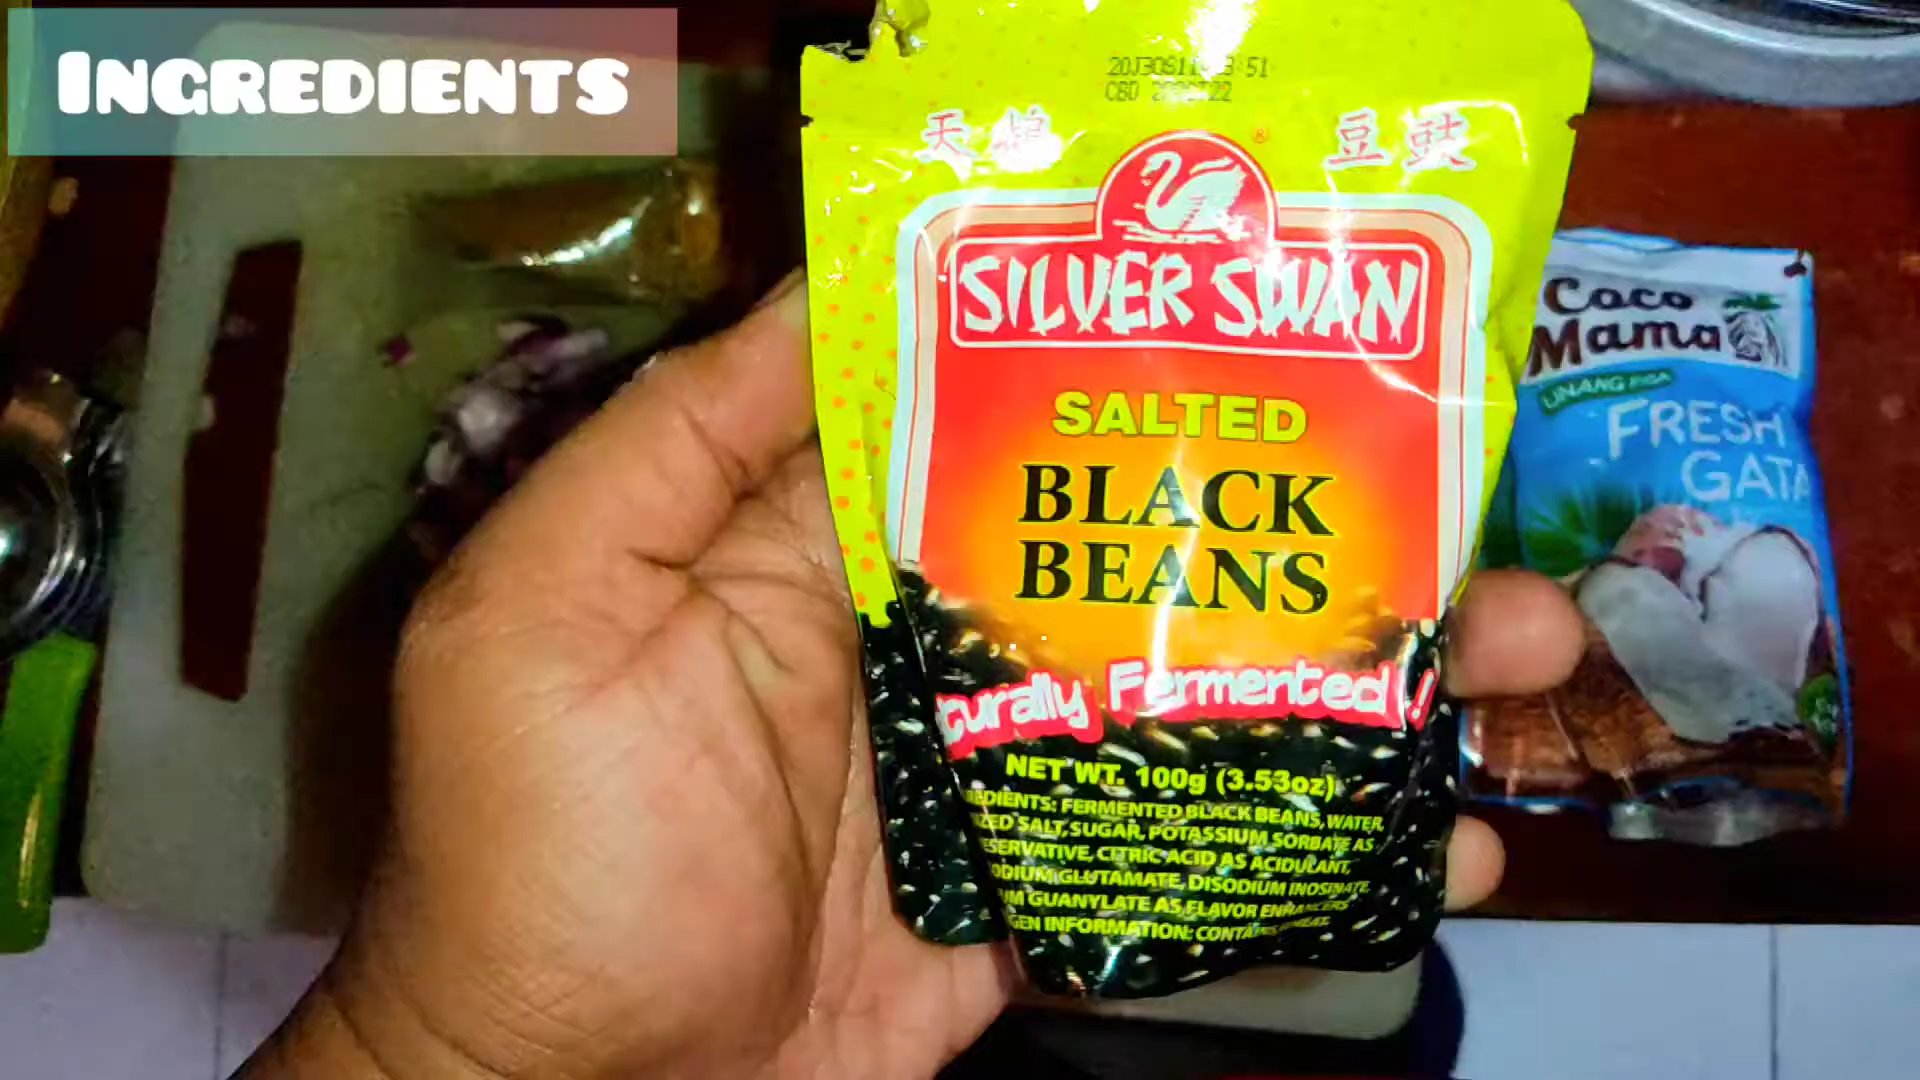 INGREDIENTS
天鵝
豆豉
®
SILVER SWAN
SALTED
BLACK
BEANS
Fermented!
NET WT. 100g (3.53oz)
FERMENTED BLACK BEANS, WATER,
SALT, SUGAR, POTASSIUM SORBATE AS
CITRIC ACID AS ACIDULANT,
GLUTAMATE, DISODIUM INOSINATE,
GUANYLATE AS FLAVOR ENHANCERS
INFORMATION: CONTAINS WHEAT.
Coco
Mama
FRESH
GATA